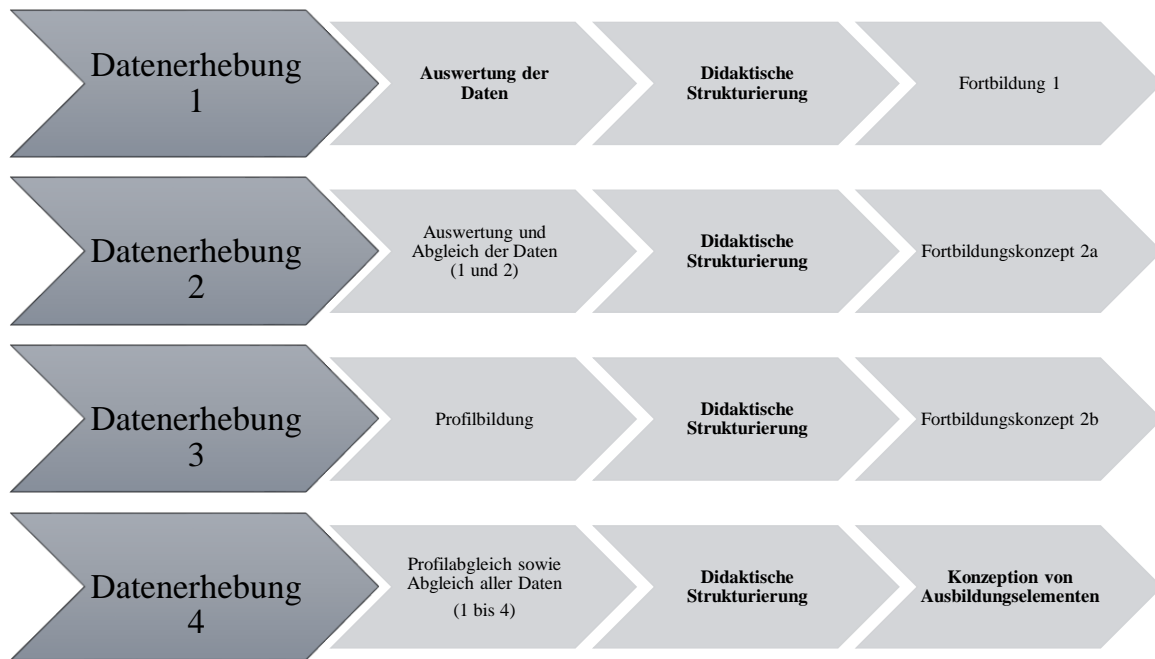 Datenerhebung
1
Auswertung der
Daten
Didaktische
Strukturierung
Fortbildung 1
Datenerhebung
2
Auswertung und
Abgleich der Daten
(1 und 2)
Didaktische
Strukturierung
Fortbildungskonzept 2a
Datenerhebung
3
Profilbildung
Didaktische
Strukturierung
Fortbildungskonzept 2b
Datenerhebung
4
Profilabgleich sowie
Abgleich aller Daten
(1 bis 4)
Didaktische
Strukturierung
Konzeption von
Ausbildungselementen